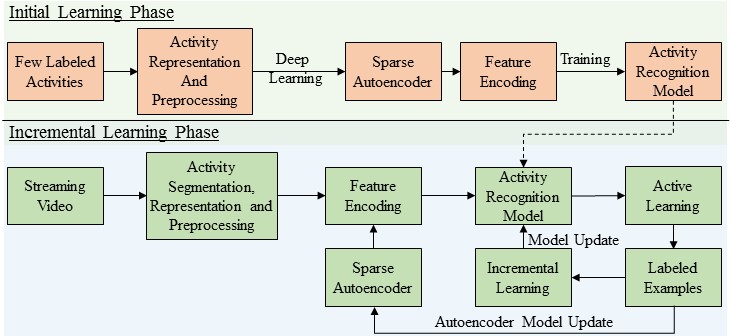 Initial Learning Phase
Few Labeled
Activities
Activity
Representation
And
Preprocessing
Deep
Learning
Sparse
Autoencoder
Feature
Encoding
Training
Activity
Recognition
Model
Incremental Learning Phase
Streaming
Video
Activity
Segmentation,
Representation and
Preprocessing
Feature
Encoding
Activity
Recognition
Model
Active
Learning
Model Update
Sparse
Autoencoder
Incremental
Learning
Labeled
Examples
Autoencoder Model Update